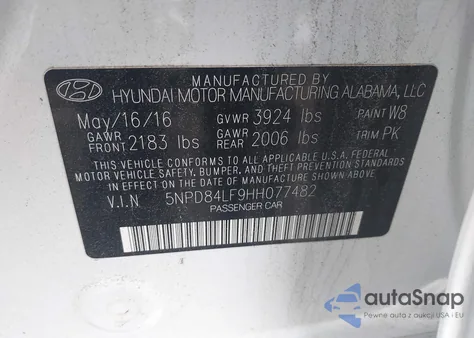 MANUFACTURED BY
HYUNDAI MOTOR MANUFACTURING ALABAMA, LLC
May/16/16 GVWR 3924 lbs PAINT W8
GAWR FRONT 2183 lbs GAWR REAR 2006 lbs TRIM PK
THIS VEHICLE CONFORMS TO ALL APPLICABLE U.S.A. FEDERAL
MOTOR VEHICLE SAFETY, BUMPER, AND THEFT PREVENTION STANDARDS
IN EFFECT ON THE DATE OF MANUFACTURE SHOWN ABOVE.
V.I.N 5NPD84LF9HH077482
PASSENGER CAR
autoSnap
Pewne auta z aukcji USA i EU